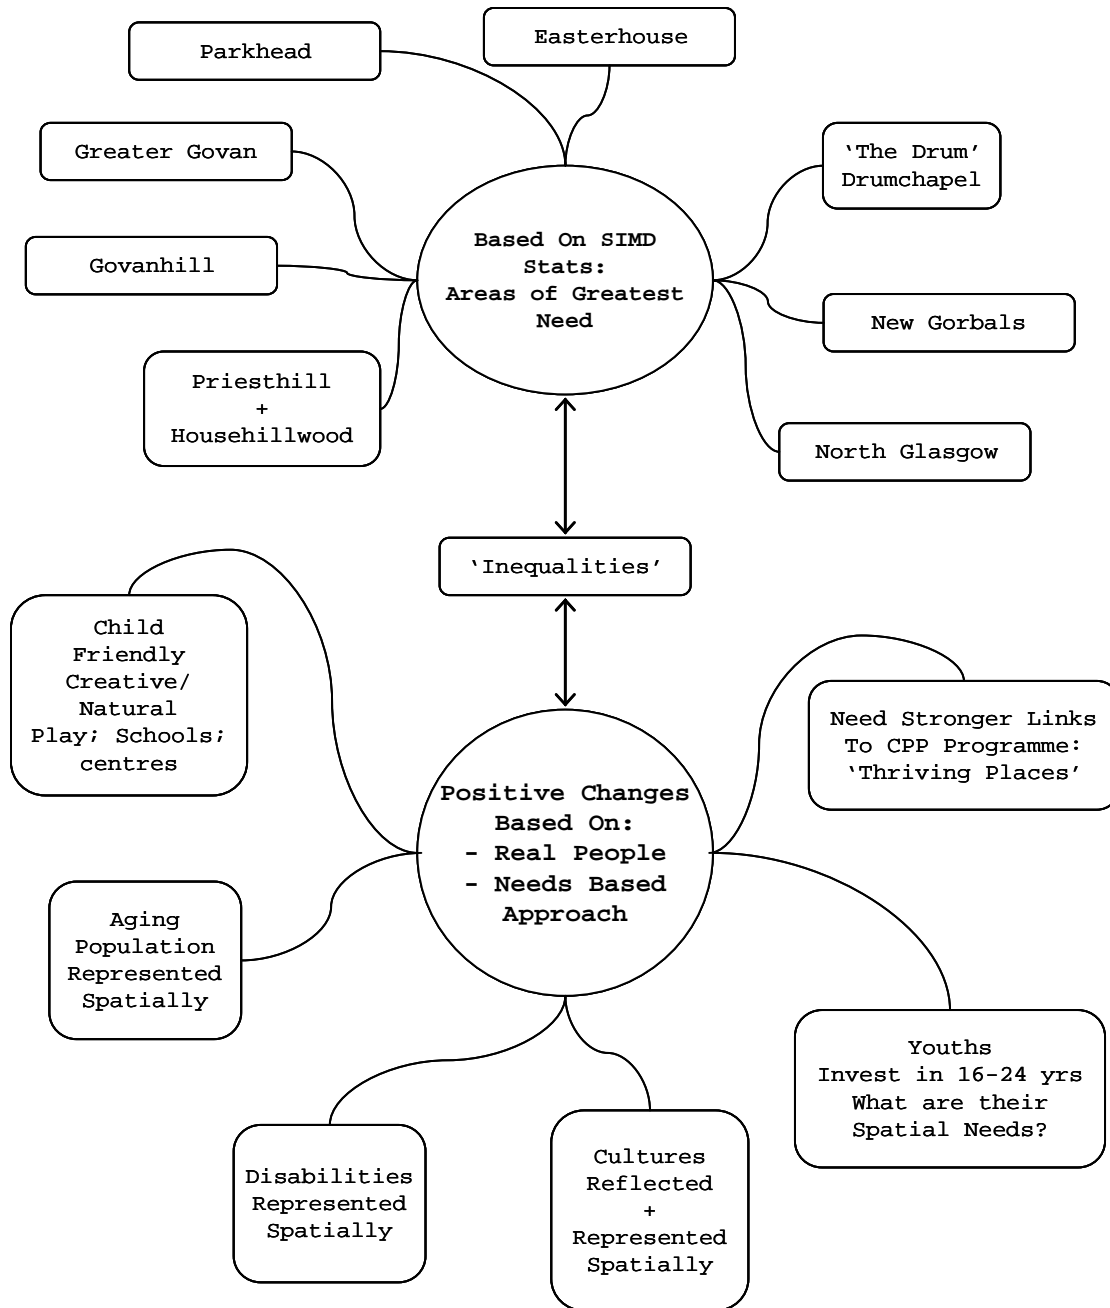 Parkhead
Easterhouse
Greater Govan
‘The Drum’
Drumchapel
Govanhill
Based On SIMD
Stats:
Areas of Greatest
Need
New Gorbals
Priesthill
+
Househillwood
North Glasgow
‘Inequalities’
Child
Friendly
Creative/
Natural
Play; Schools;
centres
Need Stronger Links
To CPP Programme:
‘Thriving Places’
Positive Changes
Based On:
- Real People
- Needs Based
Approach
Aging
Population
Represented
Spatially
Youths
Invest in 16-24 yrs
What are their
Spatial Needs?
Disabilities
Represented
Spatially
Cultures
Reflected
+
Represented
Spatially